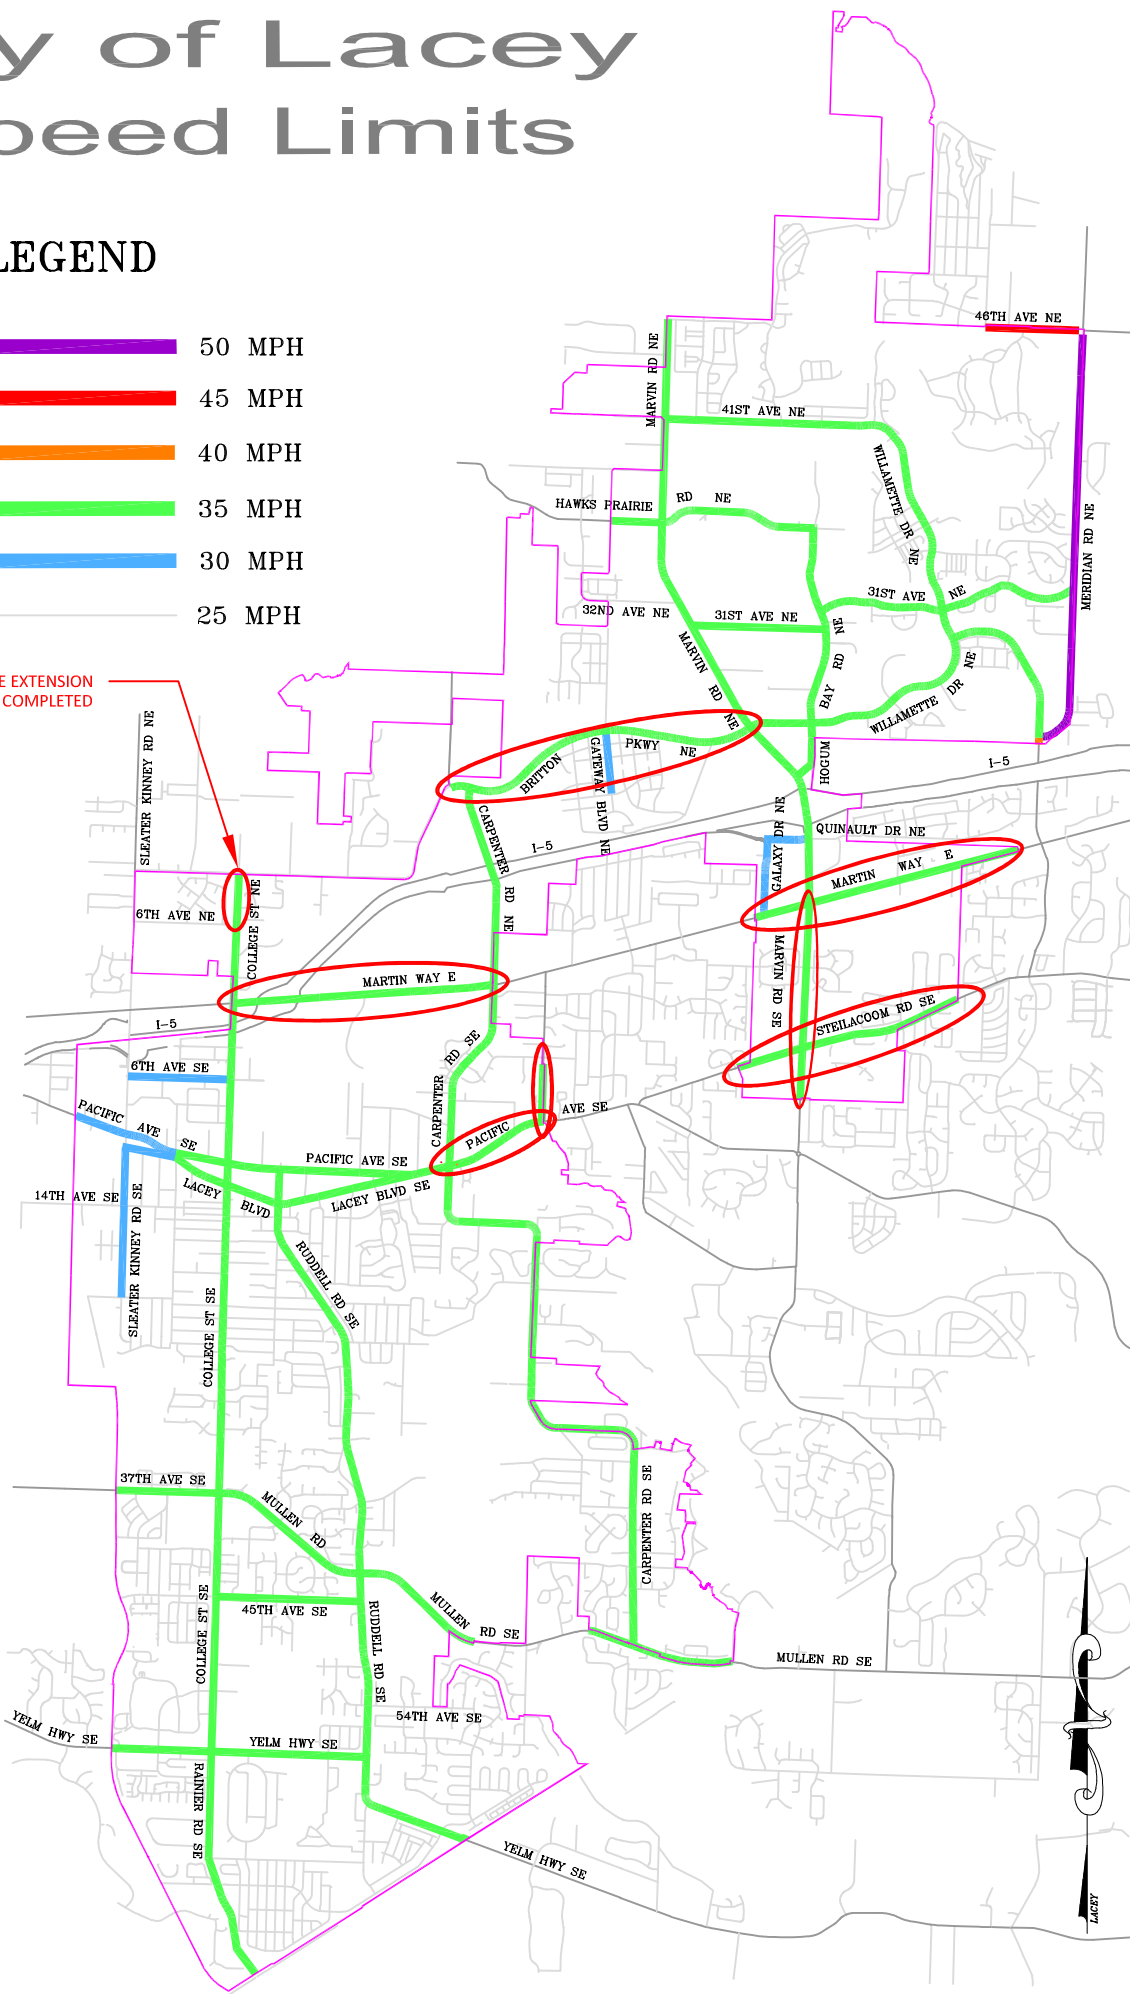 y of Lacey
peed Limits
LEGEND
50 MPH
45 MPH
40 MPH
35 MPH
30 MPH
25 MPH
E EXTENSION
COMPLETED
46TH AVE NE
MARVIN RD NE
41ST AVE NE
WILLAMETTE DR NE
HAWKS PRAIRIE RD NE
MERIDIAN RD NE
31ST AVE NE
32ND AVE NE
31ST AVE NE
MARVIN RD NE
BAY RD NE
WILLAMETTE DR NE
SLEATER KINNEY RD NE
BRITTON PKWY NE
GATEWAY BLVD NE
HOGUM
I-5
CARPENTER RD NE
I-5
GALAXY DR NE
QUINAULT DR NE
MARTIN WAY E
COLLEGE ST NE
6TH AVE NE
MARVIN RD SE
MARTIN WAY E
STEILACOOM RD SE
I-5
CARPENTER RD SE
6TH AVE SE
PACIFIC AVE SE
PACIFIC AVE SE
PACIFIC AVE SE
LACEY BLVD
LACEY BLVD SE
14TH AVE SE
SLEATER KINNEY RD SE
RUDDELL RD SE
COLLEGE ST SE
37TH AVE SE
MULLEN RD
CARPENTER RD SE
COLLEGE ST SE
45TH AVE SE
MULLEN RD SE
RUDDELL RD SE
MULLEN RD SE
54TH AVE SE
YELM HWY SE
YELM HWY SE
RAINIER RD SE
YELM HWY SE
LACEY